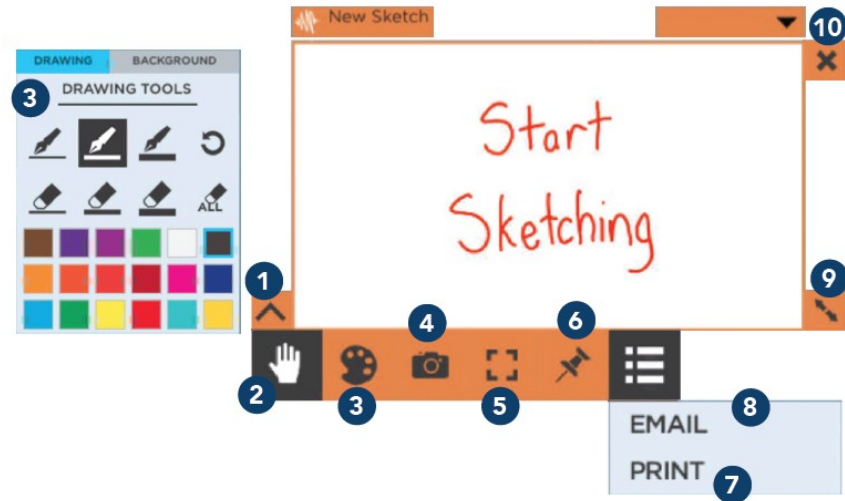 New Sketch
10
DRAWING BACKGROUND
3 DRAWING TOOLS
ALL
Start
Sketching
1
9
4
6
2
3
5
EMAIL 8
PRINT 7